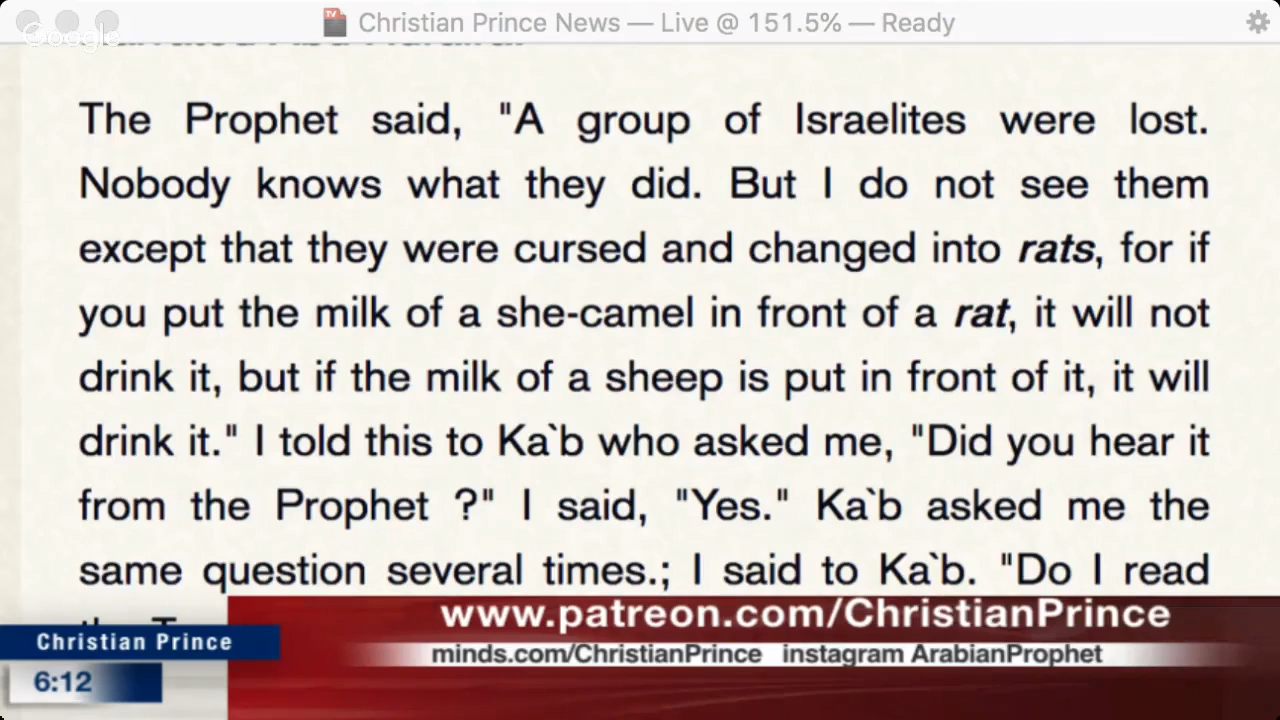 Christian Prince News — Live @ 151.5% — Ready
Google
The Prophet said, "A group of Israelites were lost.
Nobody knows what they did. But I do not see them
except that they were cursed and changed into rats, for if
you put the milk of a she-camel in front of a rat, it will not
drink it, but if the milk of a sheep is put in front of it, it will
drink it." I told this to Ka`b who asked me, "Did you hear it
from the Prophet ?" I said, "Yes." Ka`b asked me the
same question several times.; I said to Ka`b. "Do I read
www.patreon.com/ChristianPrince
Christian Prince
minds.com/ChristianPrince instagram ArabianProphet
6:12